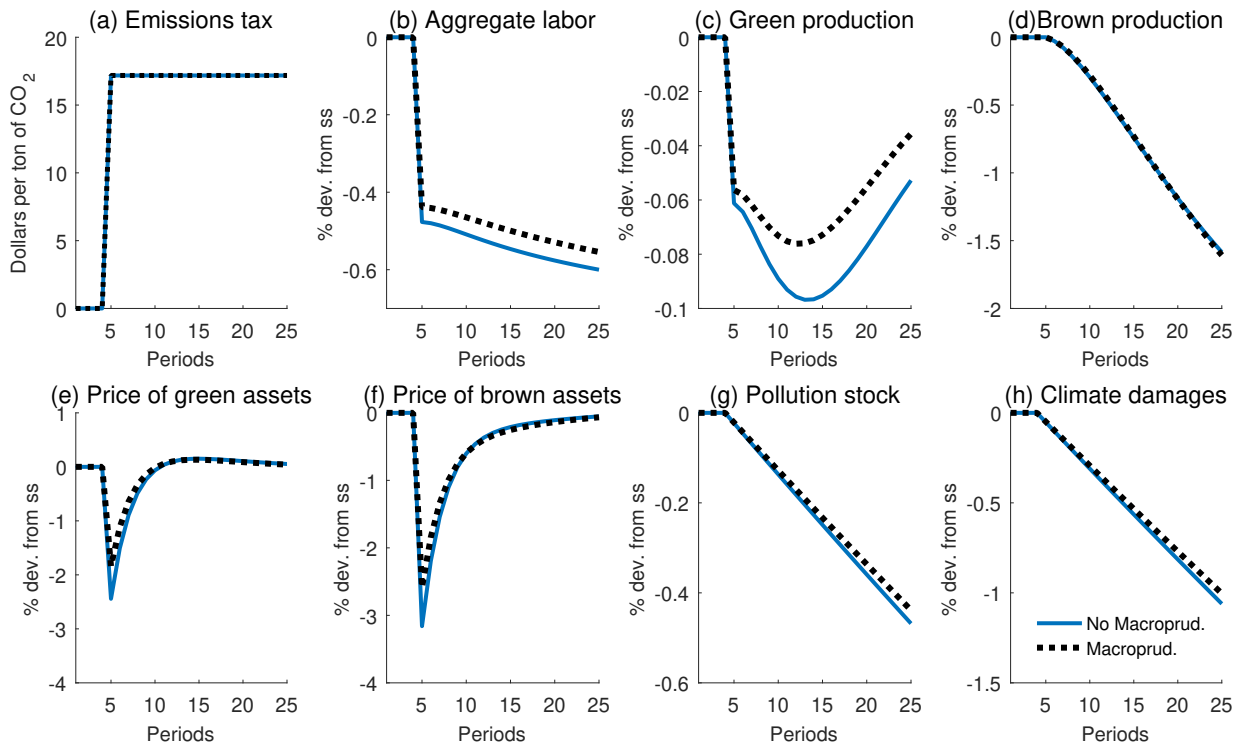 (a) Emissions tax
Dollars per ton of CO2
20
15
10
5
0
5 10 15 20 25
Periods
(b) Aggregate labor
% dev. from ss
0
-0.2
-0.4
-0.6
5 10 15 20 25
Periods
(c) Green production
% dev. from ss
0
-0.02
-0.04
-0.06
-0.08
-0.1
5 10 15 20 25
Periods
(d)Brown production
% dev. from ss
0
-0.5
-1
-1.5
-2
5 10 15 20 25
Periods
(e) Price of green assets
% dev. from ss
1
0
-1
-2
-3
-4
5 10 15 20 25
Periods
(f) Price of brown assets
% dev. from ss
0
-1
-2
-3
-4
5 10 15 20 25
Periods
(g) Pollution stock
% dev. from ss
0
-0.2
-0.4
-0.6
5 10 15 20 25
Periods
(h) Climate damages
% dev. from ss
0
-0.5
-1
-1.5
No Macroprud.
Macroprud.
5 10 15 20 25
Periods